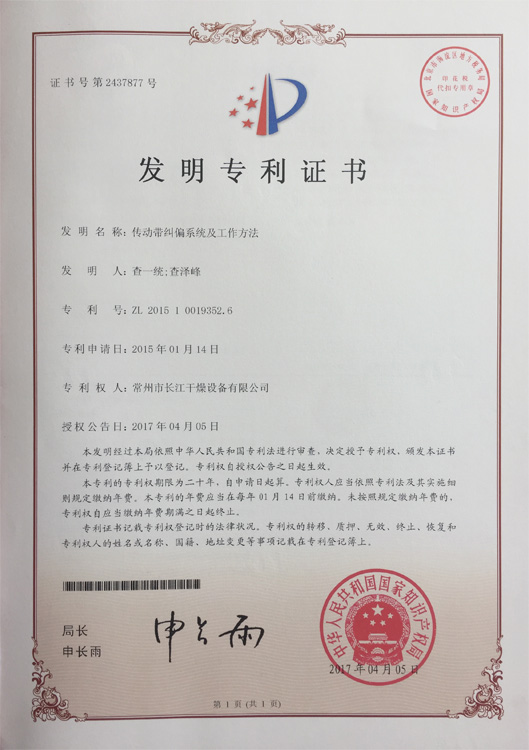 证书号第2437877号
印花税
代扣专用章
国家知识产权局
发明专利证书
发 明 名 称：传动带纠偏系统及工作方法
发 明 人：查一统;查泽峰
专 利 号：ZL 2015 1 0019352.6
专利申请日：2015年01月14日
专 利 权 人：常州市长江干燥设备有限公司
授权公告日：2017年04月05日
本发明经过本局依照中华人民共和国专利法进行审查，决定授予专利权，颁发本证书
并在专利登记簿上予以登记。专利权自授权公告之日起生效。
本专利的专利权期限为二十年，自申请日起算。专利权人应当依照专利法及其实施细
则规定缴纳年费。本专利的年费应当在每年01月14日前缴纳。未按照规定缴纳年费的，
专利权自应当缴纳年费期满之日起终止。
专利证书记载专利权登记时的法律状况。专利权的转移、质押、无效、终止、恢复和
专利权人的姓名或名称、国籍、地址变更等事项记载在专利登记簿上。
局长
申长雨
申长雨
中华人民共和国国家知识产权局
2017年04月05日
第1页(共1页)